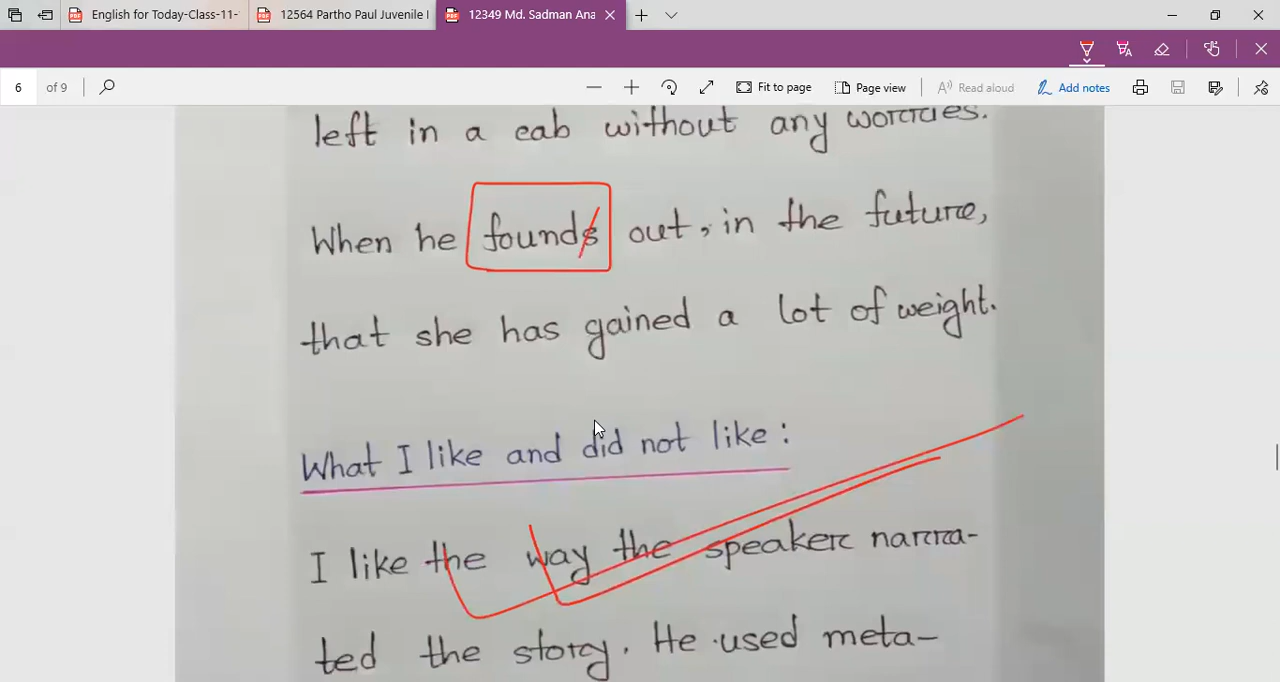 English for Today-Class-11-
12564 Partho Paul Juvenile I
12349 Md. Sadman Ana
6 of 9
Fit to page
Page view
Read aloud
Add notes
left in a cab without any worries.
When he founds out, in the future,
that she has gained a lot of weight.
What I like and did not like:
I like the way the speaker narra-
ted the story. He used meta-